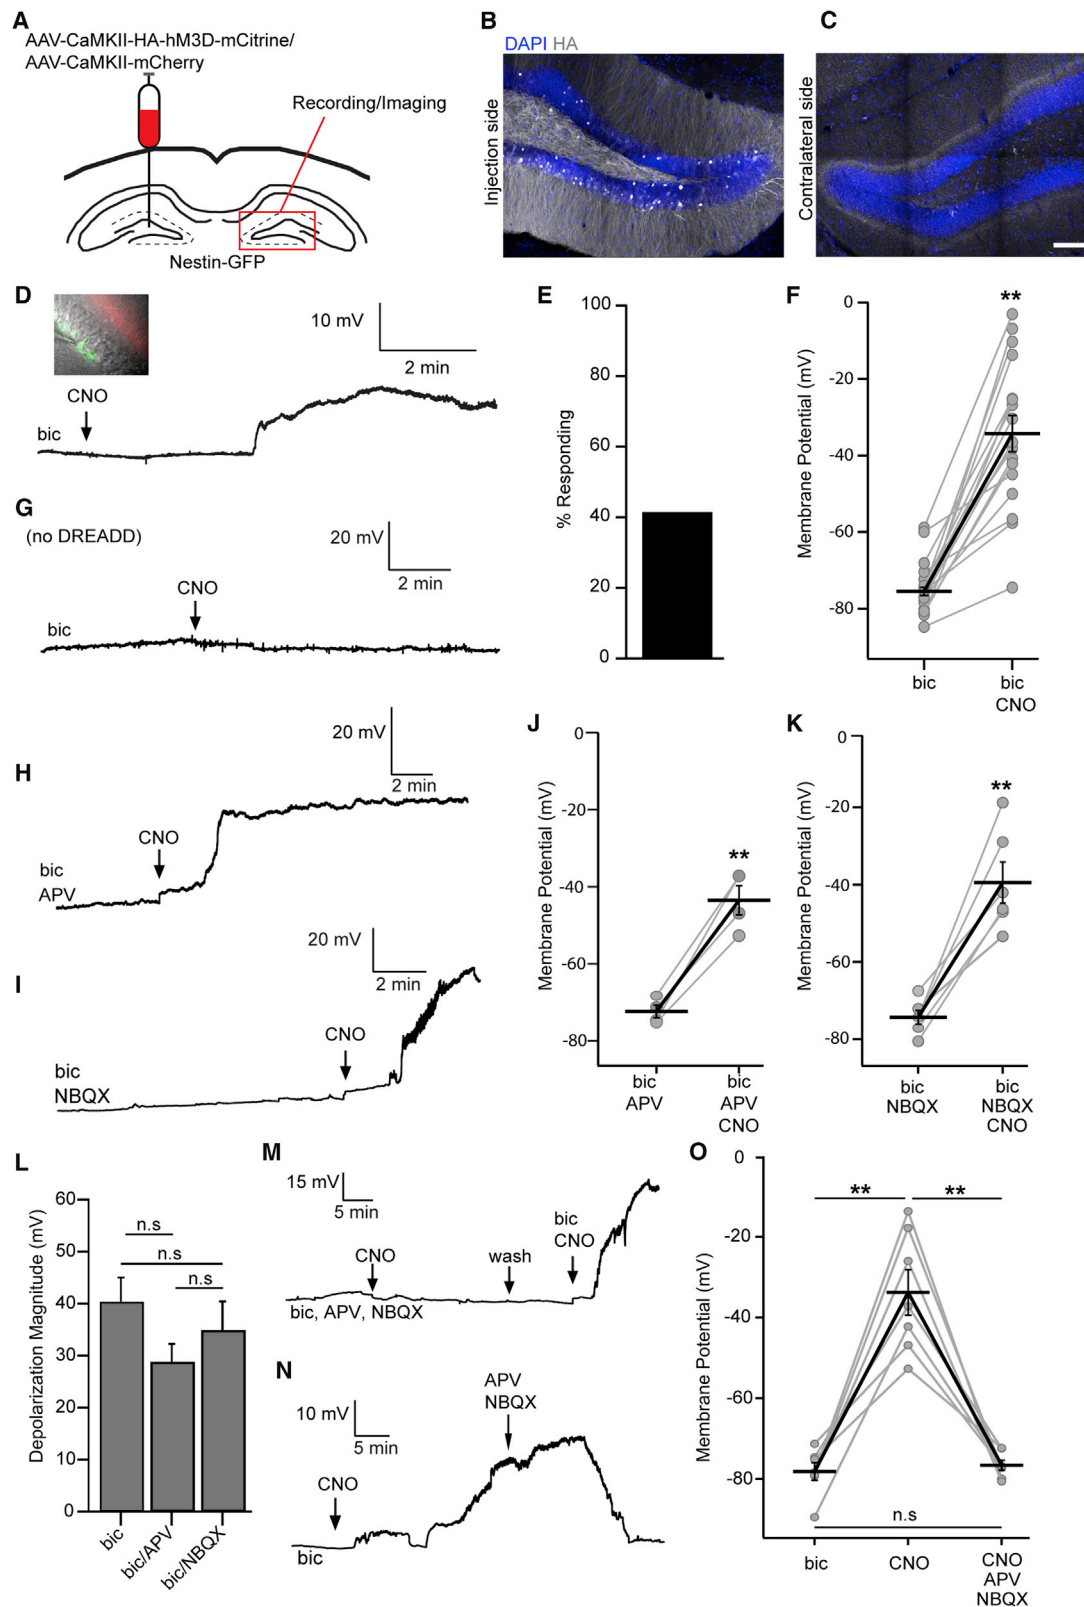 A
AAV-CaMKII-HA-hM3D-mCitrine/
AAV-CaMKII-mCherry
Recording/Imaging
Nestin-GFP
B
DAPI HA
Injection side
C
Contralateral side
D
10 mV
2 min
CNO
bic
E
100
80
60
40
20
0
% Responding
F
0
-20
-40
-60
-80
Membrane Potential (mV)
**
bic
bic
CNO
G
(no DREADD)
20 mV
2 min
CNO
bic
H
20 mV
2 min
CNO
bic
APV
I
20 mV
2 min
CNO
bic
NBQX
J
0
-20
-40
-60
-80
Membrane Potential (mV)
**
bic
APV
bic
APV
CNO
K
0
-20
-40
-60
-80
Membrane Potential (mV)
**
bic
NBQX
bic
NBQX
CNO
L
60
50
40
30
20
10
0
Depolarization Magnitude (mV)
n.s
n.s
n.s
bic
bic/APV
bic/NBQX
M
15 mV
5 min
CNO
wash
bic
CNO
bic, APV, NBQX
N
10 mV
5 min
CNO
APV
NBQX
bic
O
0
-20
-40
-60
-80
Membrane Potential (mV)
**
**
n.s
bic
CNO
CNO
APV
NBQX